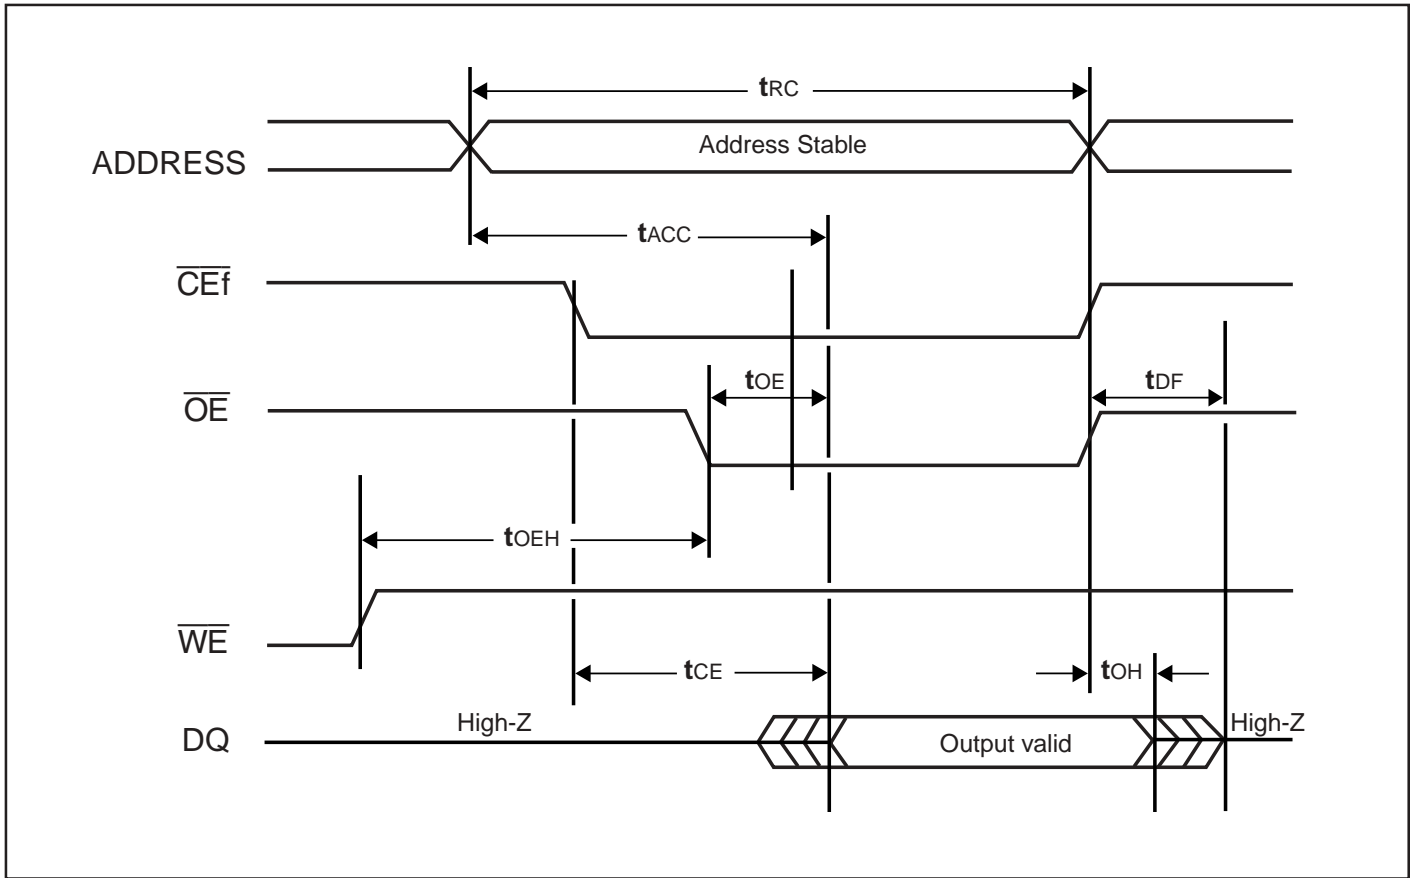 tRC
Address Stable
ADDRESS
tACC
CEf
tOE
tDF
OE
tOEH
WE
tCE
tOH
High-Z
High-Z
DQ
Output valid